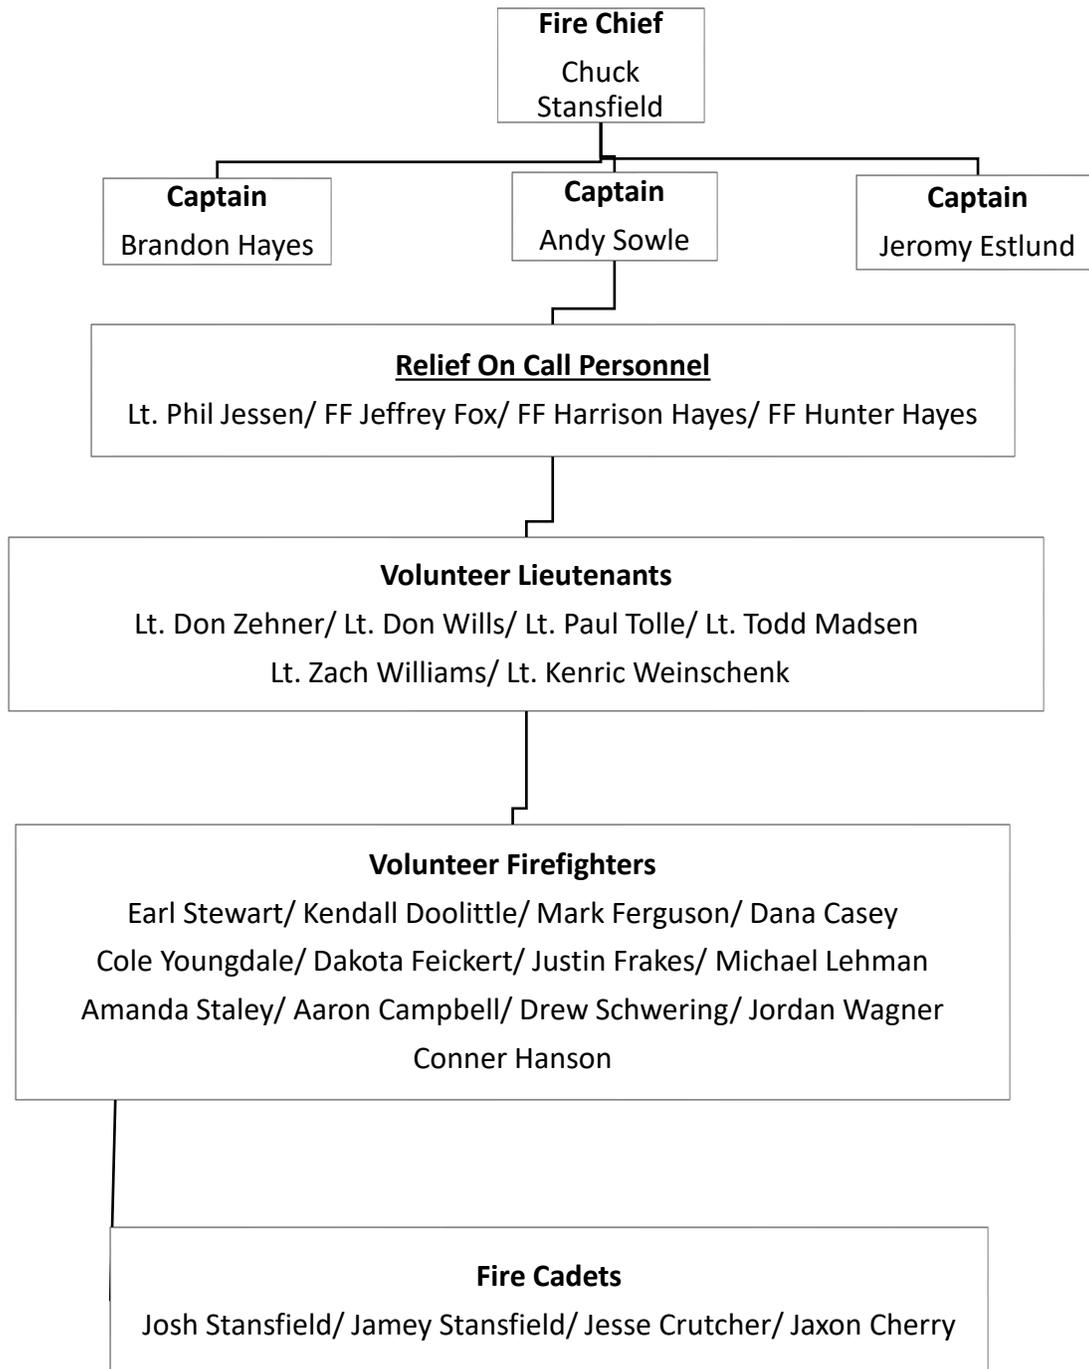 Fire Chief
Chuck
Stansfield
Captain
Brandon Hayes
Captain
Andy Sowle
Captain
Jeromy Estlund
Relief On Call Personnel
Lt. Phil Jessen/ FF Jeffrey Fox/ FF Harrison Hayes/ FF Hunter Hayes
Volunteer Lieutenants
Lt. Don Zehner/ Lt. Don Wills/ Lt. Paul Tolle/ Lt. Todd Madsen
Lt. Zach Williams/ Lt. Kenric Weinschenk
Volunteer Firefighters
Earl Stewart/ Kendall Doolittle/ Mark Ferguson/ Dana Casey
Cole Youngdale/ Dakota Feickert/ Justin Frakes/ Michael Lehman
Amanda Staley/ Aaron Campbell/ Drew Schwering/ Jordan Wagner
Conner Hanson
Fire Cadets
Josh Stansfield/ Jamey Stansfield/ Jesse Crutcher/ Jaxon Cherry